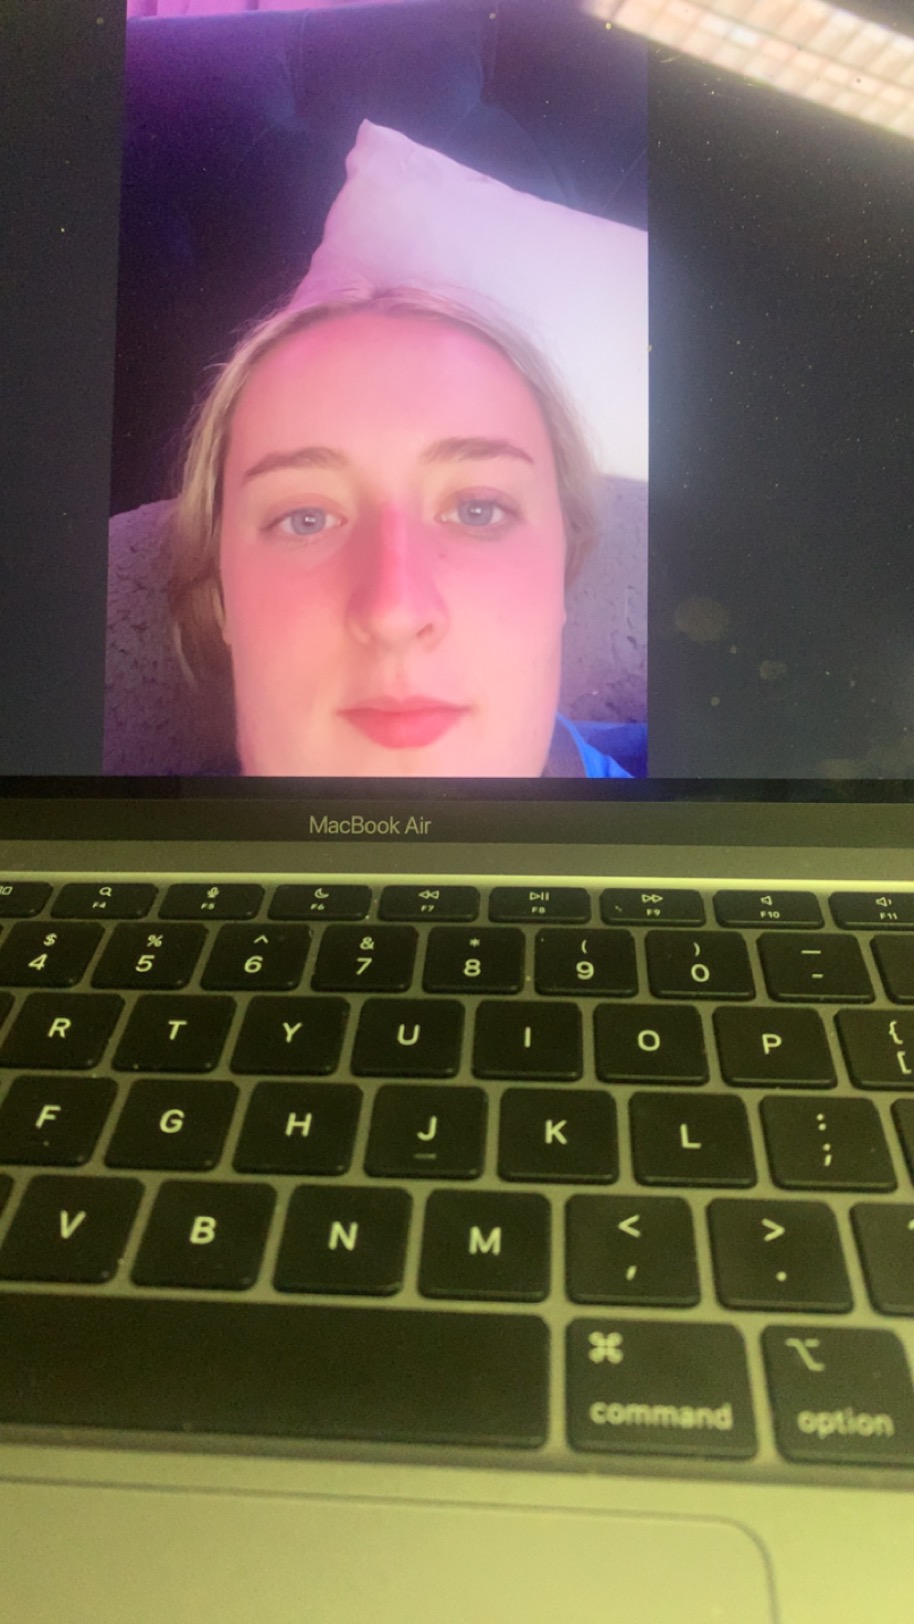 MacBook Air
F4 F5 F6 F7 F8 F9 F10 F11
$ % ^ & * ( ) —
4 5 6 7 8 9 0 -
R T Y U I O P { [
F G H J K L : ;
V B N M < , > .
⌘ ⌥
command option